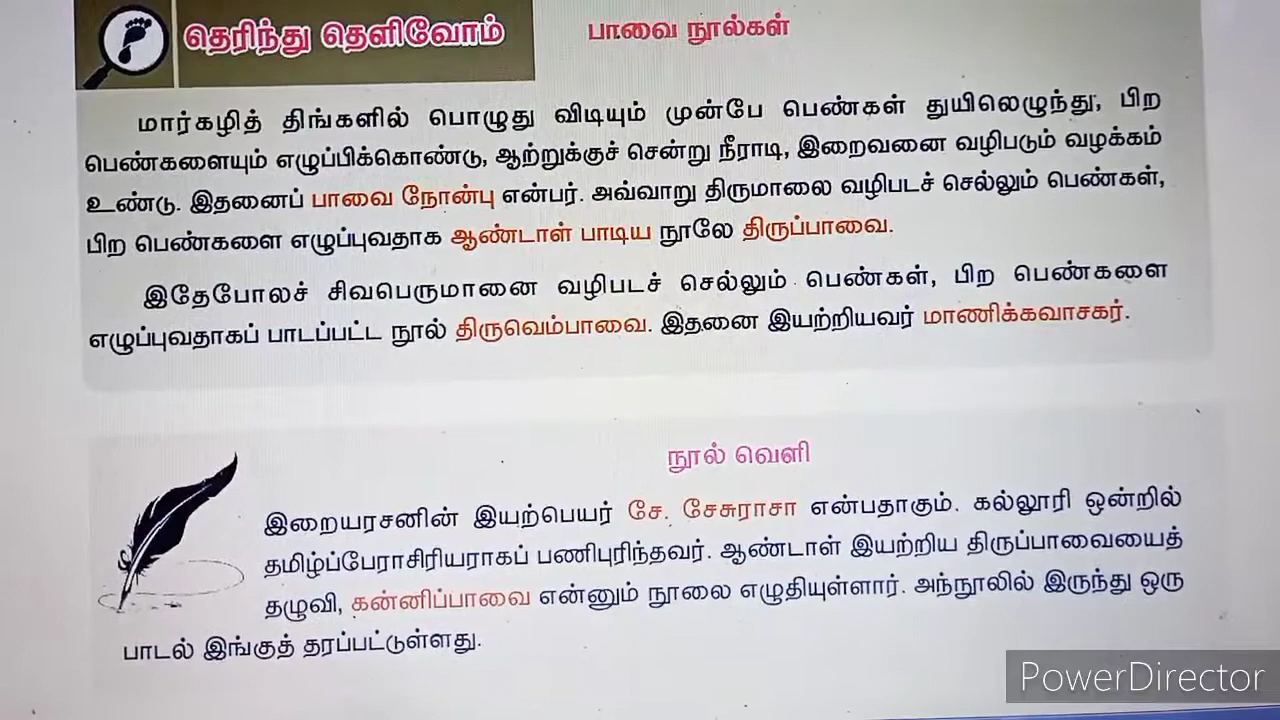 தெரிந்து தெளிவோம்
பாவை நூல்கள்
மார்கழித் திங்களில் பொழுது விடியும் முன்பே பெண்கள் துயிலெழுந்து, பிற
பெண்களையும் எழுப்பிக்கொண்டு, ஆற்றுக்குச் சென்று நீராடி, இறைவனை வழிபடும் வழக்கம்
உண்டு. இதனைப் பாவை நோன்பு என்பர். அவ்வாறு திருமாலை வழிபடச் செல்லும் பெண்கள்,
பிற பெண்களை எழுப்புவதாக ஆண்டாள் பாடிய நூலே திருப்பாவை.
இதேபோலச் சிவபெருமானை வழிபடச் செல்லும் பெண்கள், பிற பெண்களை
எழுப்புவதாகப் பாடப்பட்ட நூல் திருவெம்பாவை. இதனை இயற்றியவர் மாணிக்கவாசகர்.
நூல் வெளி
இறையரசனின் இயற்பெயர் சே. சேசுராசா என்பதாகும். கல்லூரி ஒன்றில்
தமிழ்ப்பேராசிரியராகப் பணிபுரிந்தவர். ஆண்டாள் இயற்றிய திருப்பாவையைத்
தழுவி, கன்னிப்பாவை என்னும் நூலை எழுதியுள்ளார். அந்நூலில் இருந்து ஒரு
பாடல் இங்குத் தரப்பட்டுள்ளது.
PowerDirector